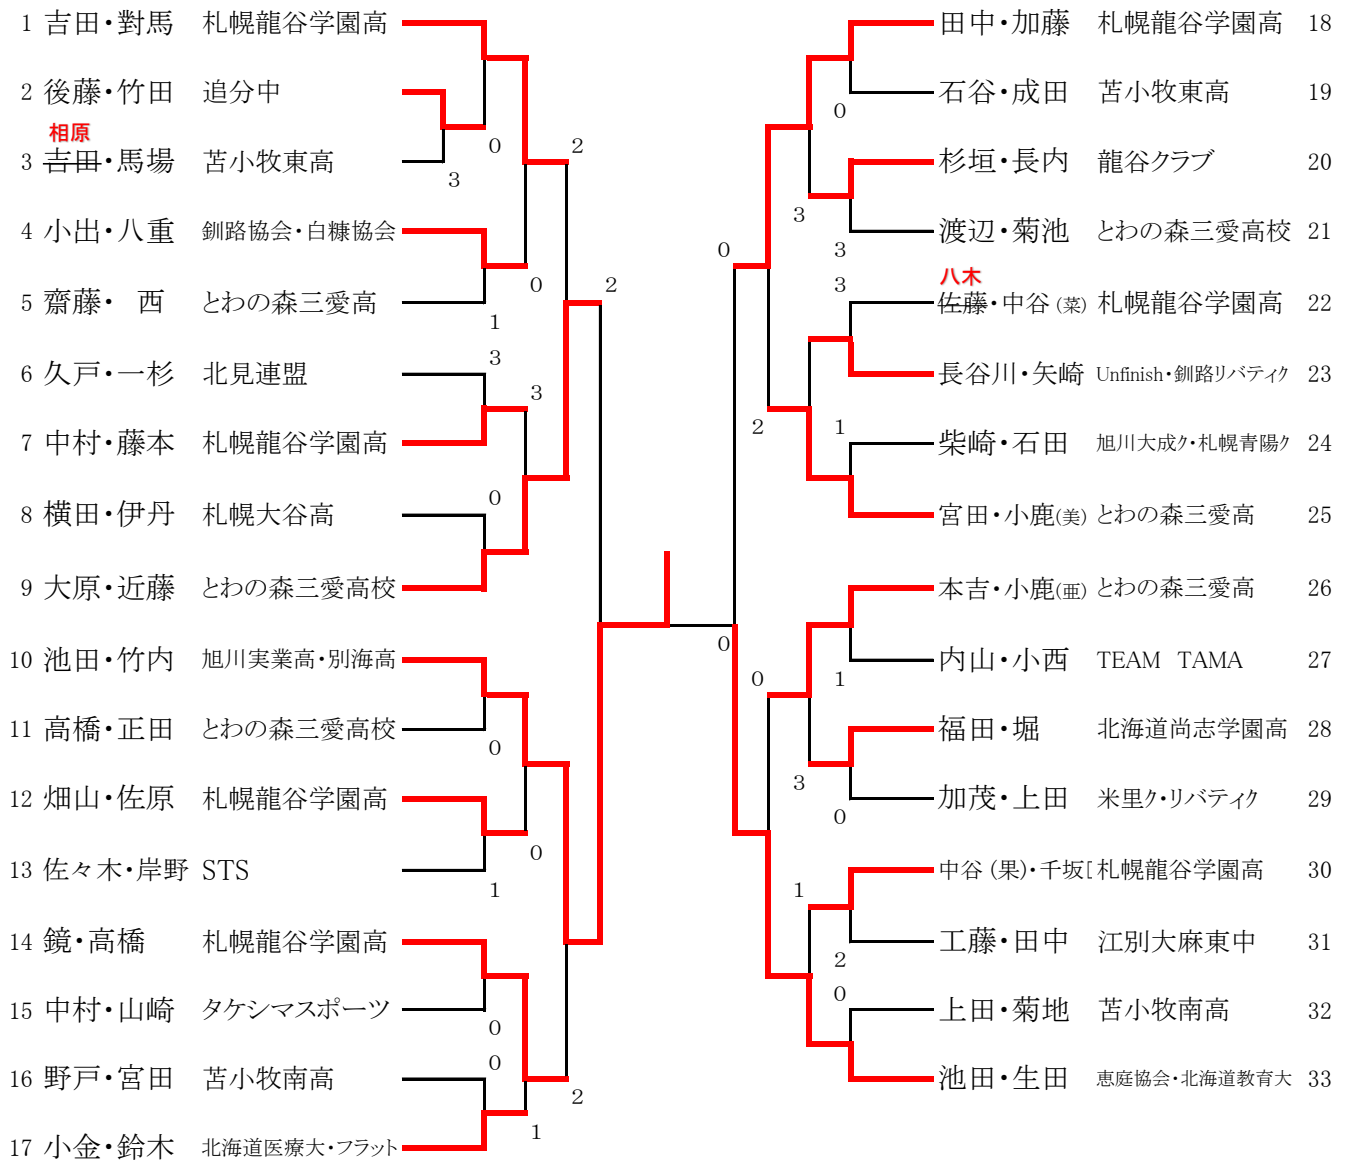 1 吉田・對馬 札幌龍谷学園高
2 後藤・竹田 追分中
相原
3 吉田・馬場 苫小牧東高
4 小出・八重 釧路協会・白糠協会
5 齋藤・ 西 とわの森三愛高
6 久戸・一杉 北見連盟
7 中村・藤本 札幌龍谷学園高
8 横田・伊丹 札幌大谷高
9 大原・近藤 とわの森三愛高校
10 池田・竹内 旭川実業高・別海高
11 高橋・正田 とわの森三愛高校
12 畑山・佐原 札幌龍谷学園高
13 佐々木・岸野 STS
14 鏡・高橋 札幌龍谷学園高
15 中村・山崎 タケシマスポーツ
16 野戸・宮田 苫小牧南高
17 小金・鈴木 北海道医療大・フラット
0
3
2
0
1
2
3
3
0
0
0
1
0
0
2
1
田中・加藤 札幌龍谷学園高 18
石谷・成田 苫小牧東高 19
杉垣・長内 龍谷クラブ 20
渡辺・菊池 とわの森三愛高校 21
八木
佐藤・中谷(菜) 札幌龍谷学園高 22
長谷川・矢崎 Unfinish・釧路リバティク 23
柴崎・石田 旭川大成ク・札幌青陽ク 24
宮田・小鹿(美) とわの森三愛高 25
本吉・小鹿(亜) とわの森三愛高 26
内山・小西 TEAM TAMA 27
福田・堀 北海道尚志学園高 28
加茂・上田 米里ク・リバティク 29
中谷(果)・千坂[ 札幌龍谷学園高 30
工藤・田中 江別大麻東中 31
上田・菊地 苫小牧南高 32
池田・生田 恵庭協会・北海道教育大 33
0
3
3
0
3
2
1
0
0
1
3
0
1
2
0